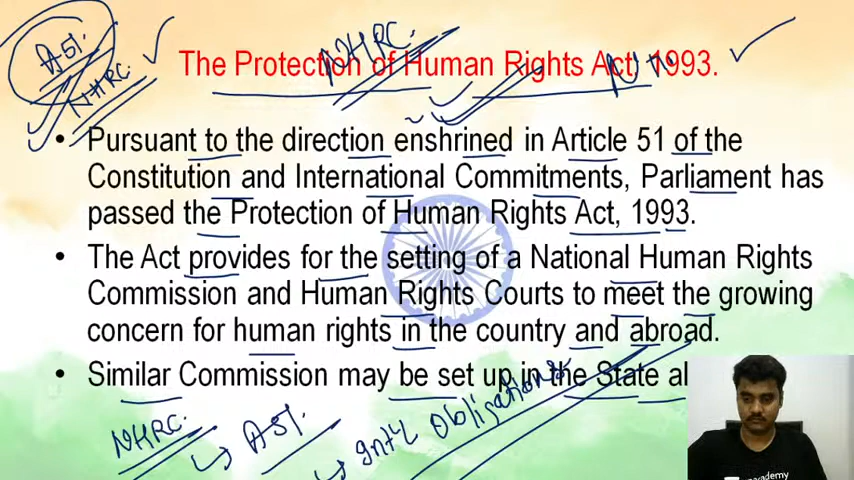 A51.
NHRC.
NHRC.
The Protection of Human Rights Act, 1993.
• Pursuant to the direction enshrined in Article 51 of the
Constitution and International Commitments, Parliament has
passed the Protection of Human Rights Act, 1993.
• The Act provides for the setting of a National Human Rights
Commission and Human Rights Courts to meet the growing
concern for human rights in the country and abroad.
• Similar Commission may be set up in the State al
NHRC.
A51.
Int'l Obligations
academy